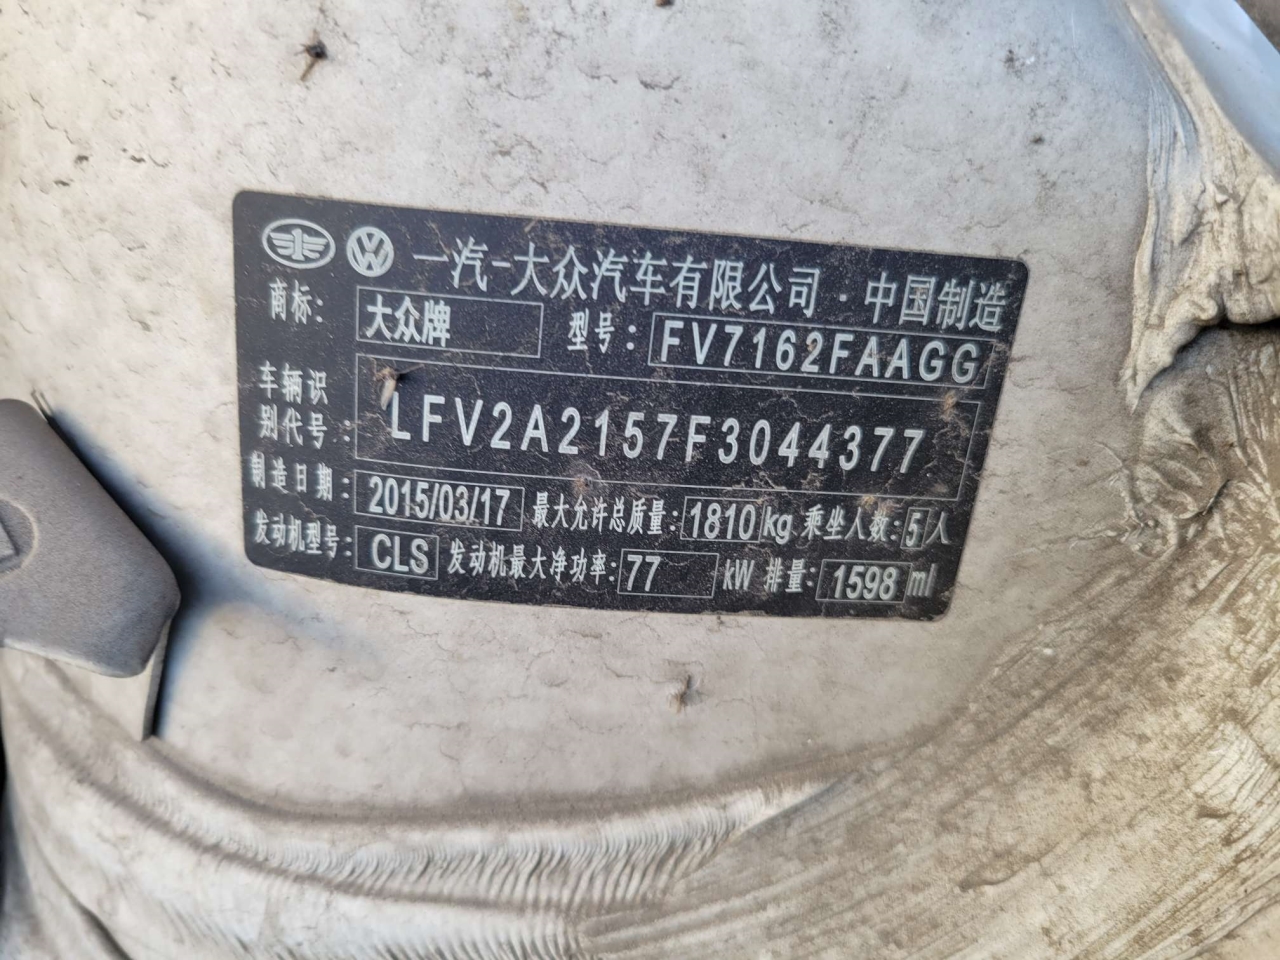 一汽-大众汽车有限公司·中国制造
商标: 大众牌 型号: FV7162FAAGG
车辆识别代号: LFV2A2157F3044377
制造日期: 2015/03/17 最大允许总质量: 1810 kg 乘坐人数: 5 人
发动机型号: CLS 发动机最大净功率: 77 kW 排量: 1598 ml